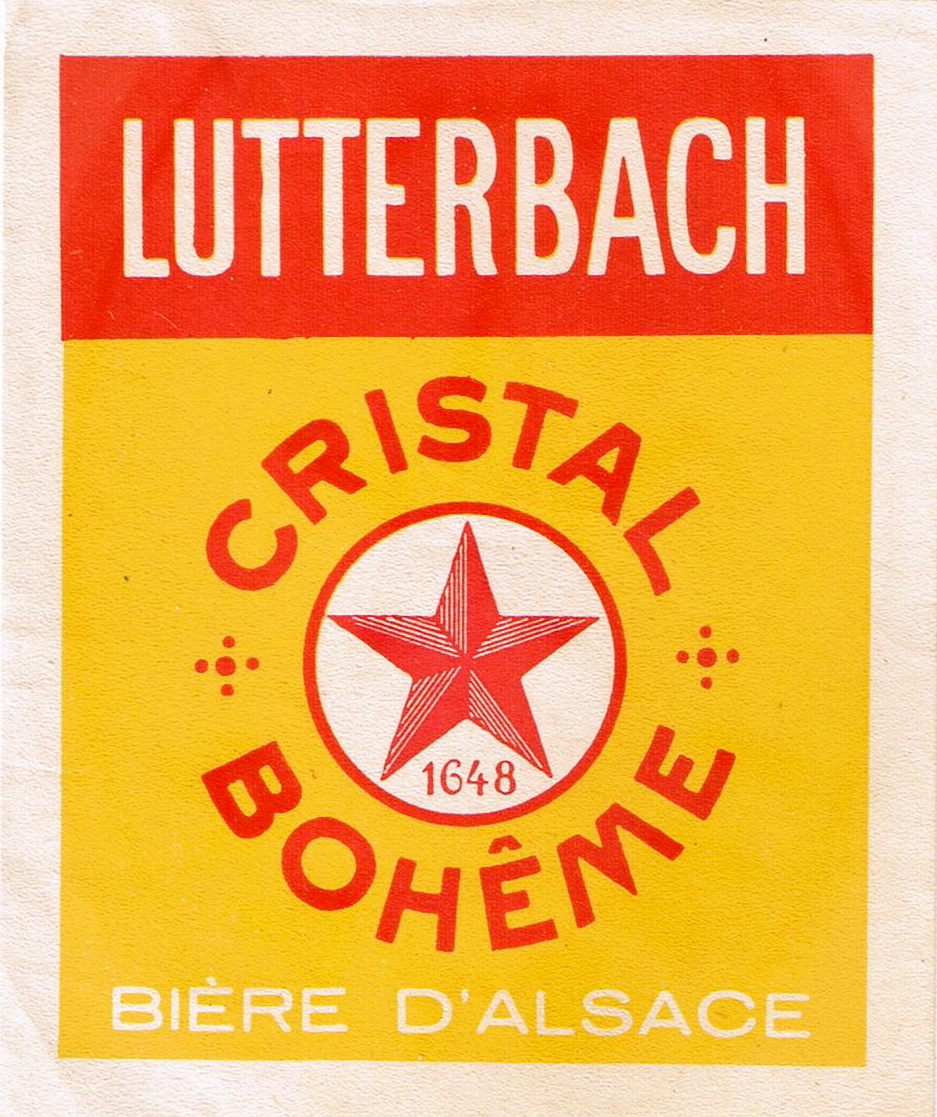 LUTTERBACH
CRISTAL
1648
BOHÊME
BIÈRE D'ALSACE